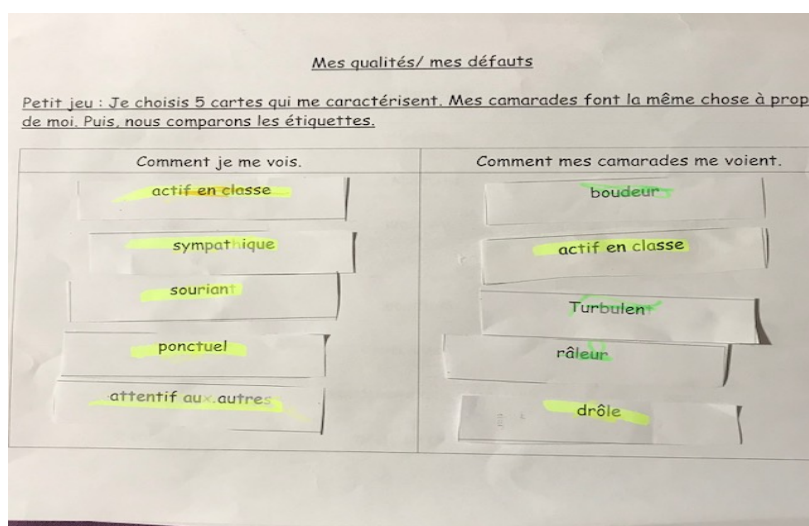 Mes qualités/ mes défauts
Petit jeu : Je choisis 5 cartes qui me caractérisent. Mes camarades font la même chose à prop
de moi. Puis, nous comparons les étiquettes.
Comment je me vois.
actif en classe
sympathique
souriant
ponctuel
attentif aux autres
Comment mes camarades me voient.
boudeur
actif en classe
Turbulent
râleur
drôle